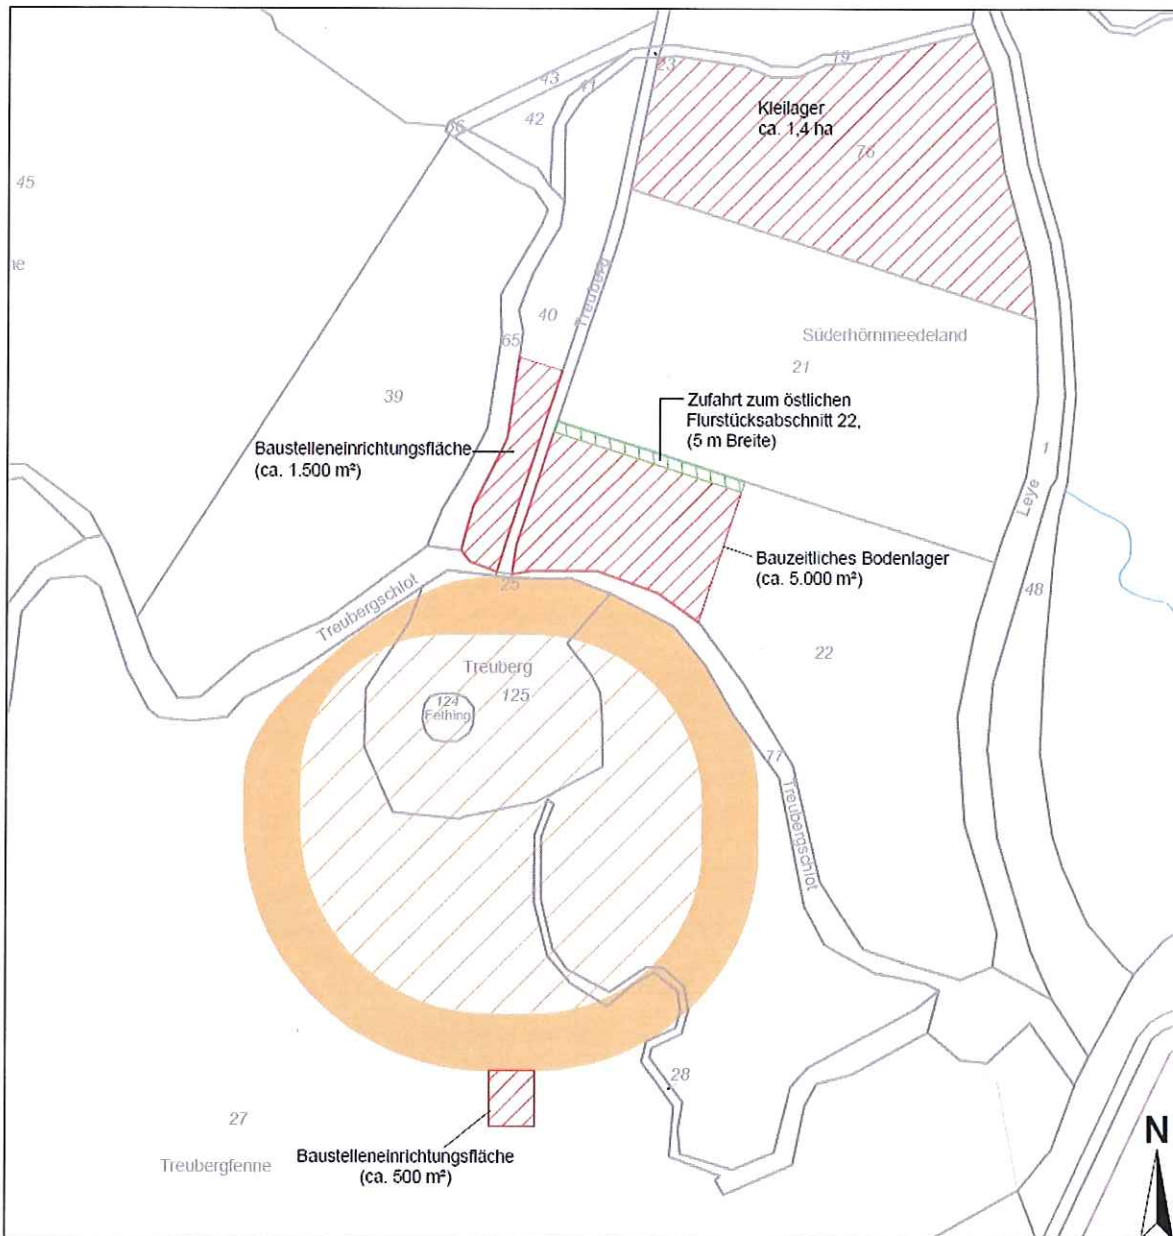 43
41
42
66
23
19
Kleilager
ca. 1,4 ha
76
45
ne
40
65
Treuberg
Süderhörnmeedeland
21
39
Zufahrt zum östlichen
Flurstücksabschnitt 22,
(5 m Breite)
Baustelleneinrichtungsfläche
(ca. 1.500 m²)
1
Leye
Bauzeitliches Bodenlager
(ca. 5.000 m²)
48
25
Treubergschlot
22
Treuberg
125
124
Fething
77
Treubergschlot
28
27
Treubergfenne
Baustelleneinrichtungsfläche
(ca. 500 m²)
N